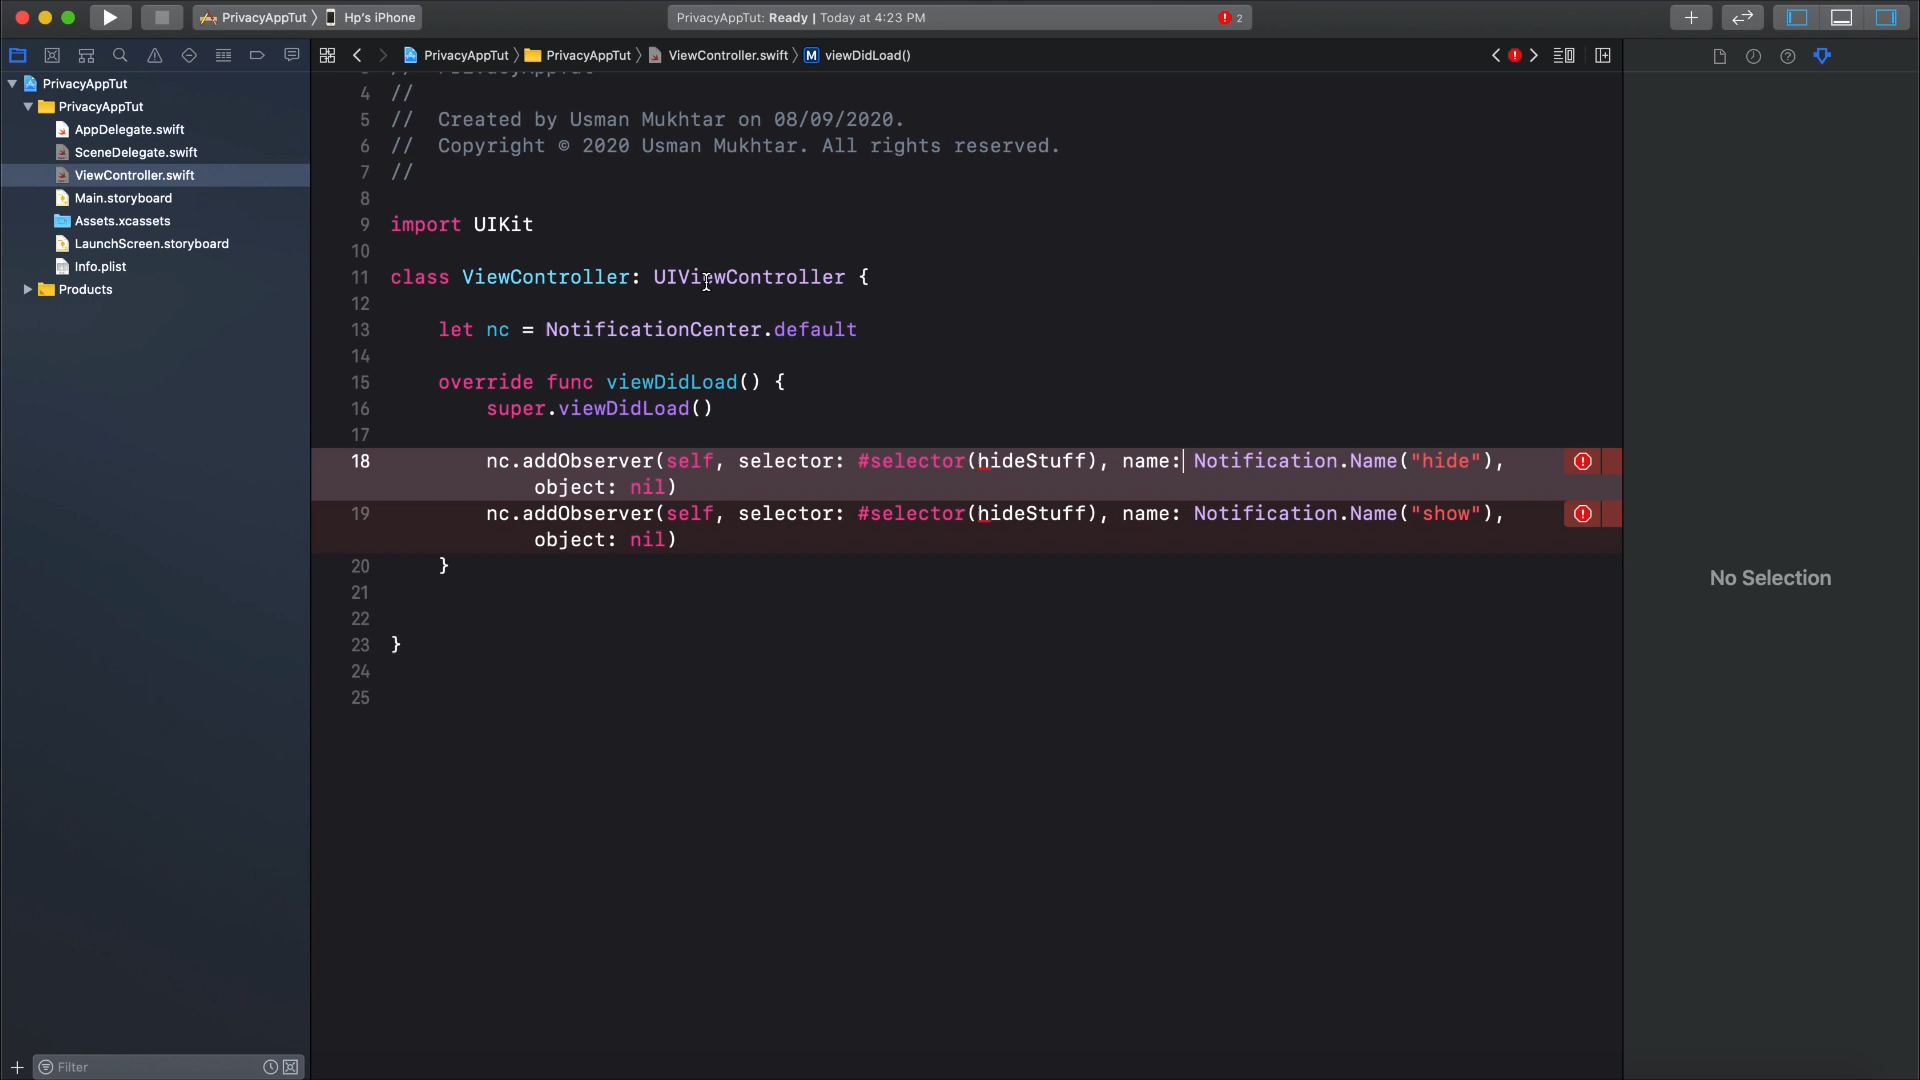 PrivacyAppTut 〉 Hp's iPhone
PrivacyAppTut: Ready | Today at 4:23 PM
2
PrivacyAppTut 〉 PrivacyAppTut 〉 ViewController.swift 〉 M viewDidLoad()
PrivacyAppTut
PrivacyAppTut
AppDelegate.swift
SceneDelegate.swift
ViewController.swift
Main.storyboard
Assets.xcassets
LaunchScreen.storyboard
Info.plist
Products
Filter
4 //
5 //  Created by Usman Mukhtar on 08/09/2020.
6 //  Copyright © 2020 Usman Mukhtar. All rights reserved.
7 //
8
9 import UIKit
10
11 class ViewController: UIViewController {
12
13     let nc = NotificationCenter.default
14
15     override func viewDidLoad() {
16         super.viewDidLoad()
17
18         nc.addObserver(self, selector: #selector(hideStuff), name: Notification.Name("hide"),
object: nil)
19         nc.addObserver(self, selector: #selector(hideStuff), name: Notification.Name("show"),
object: nil)
20     }
21
22
23 }
24
25
No Selection